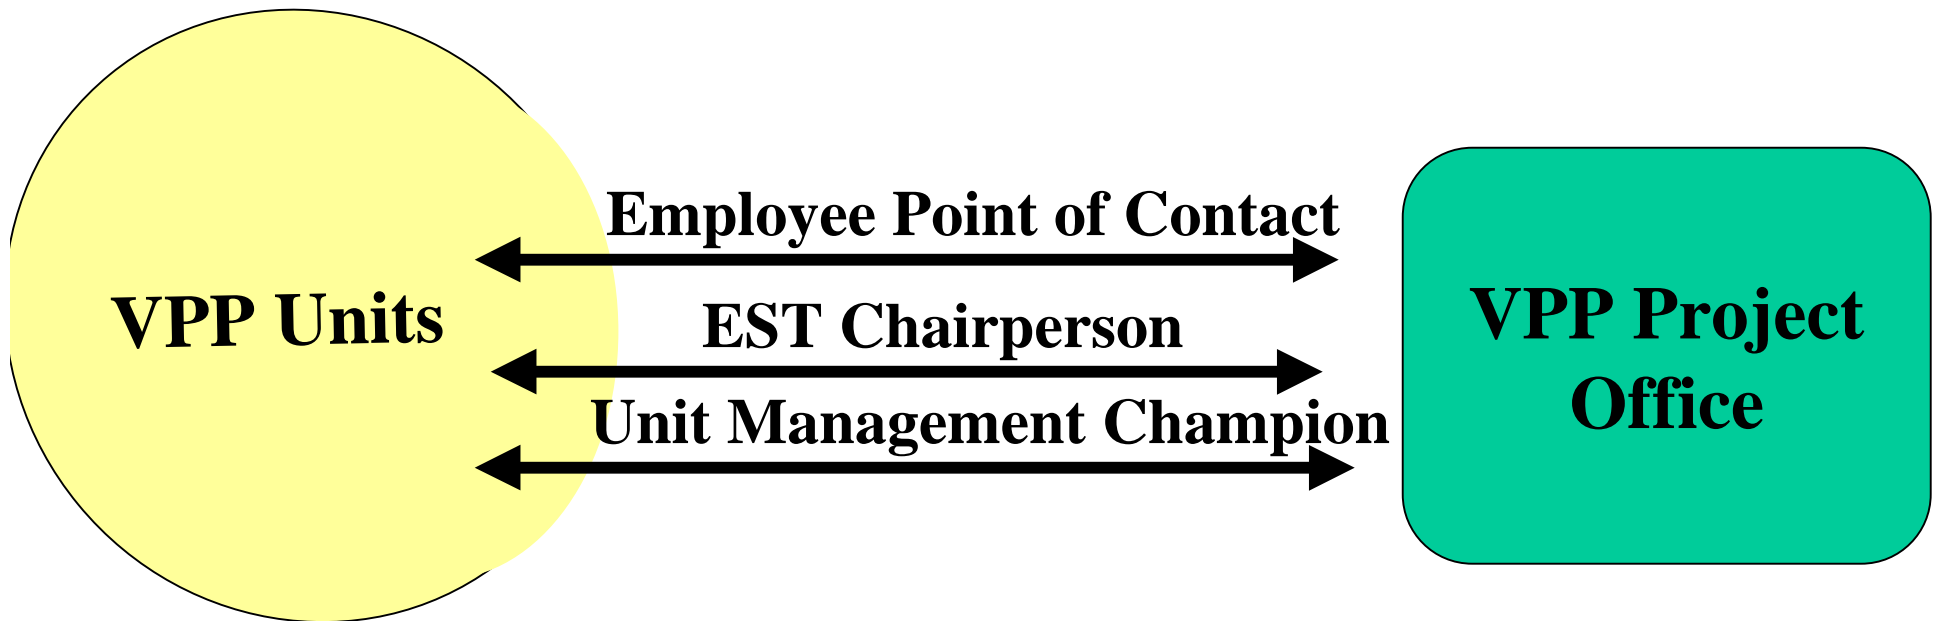 Employee Point of Contact
VPP Units
EST Chairperson
Unit Management Champion
VPP Project
Office